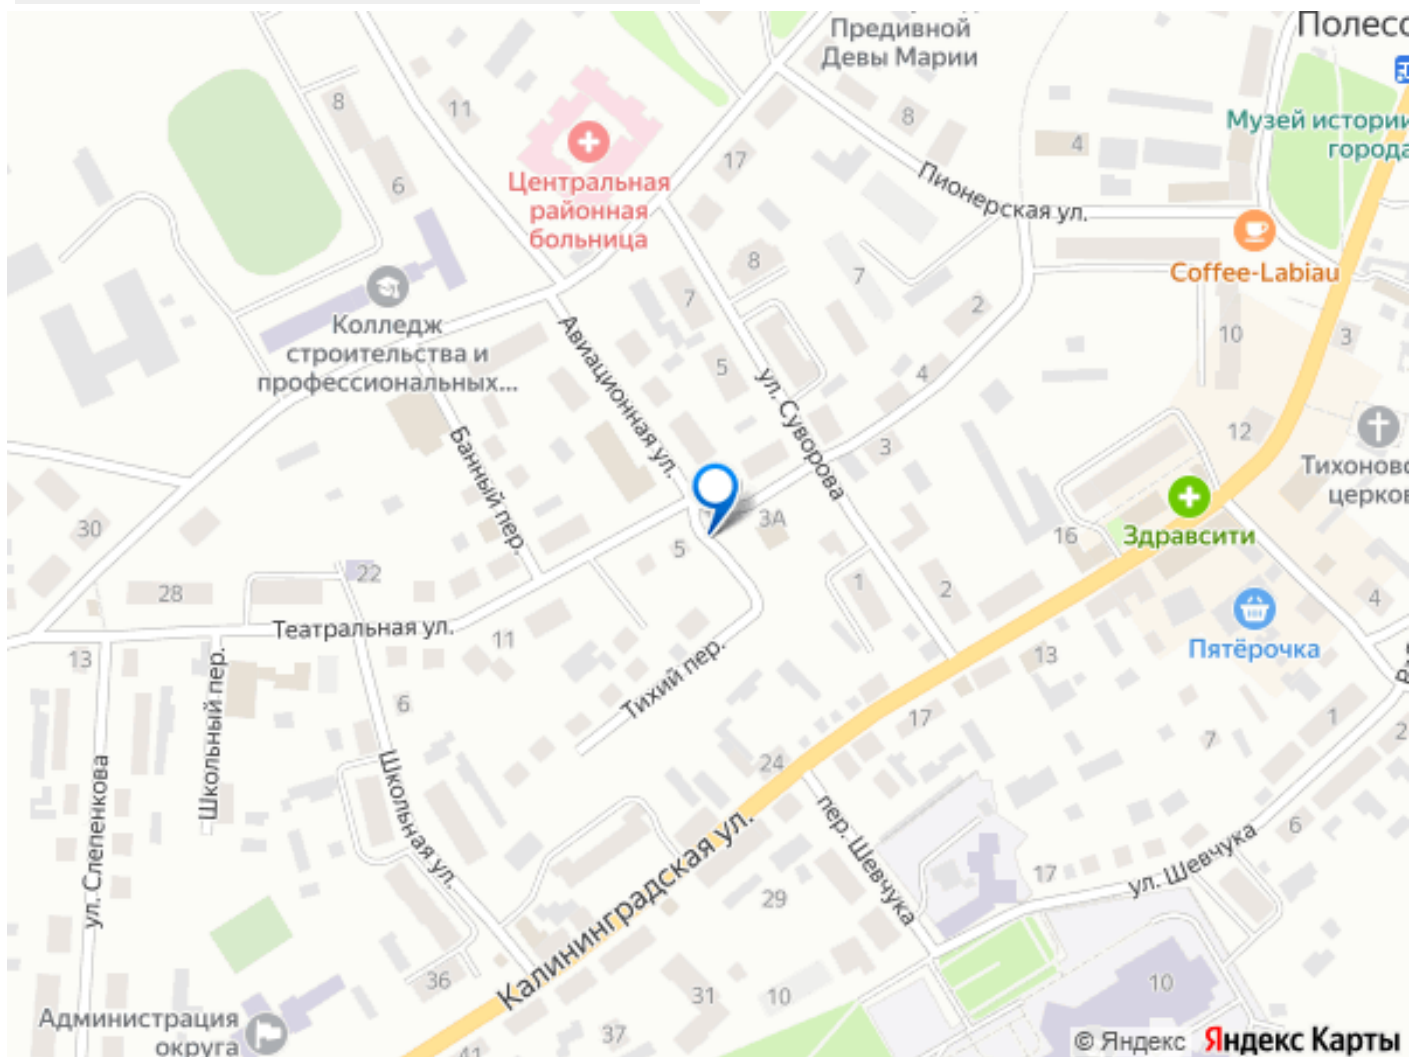 Предивной
Девы Марии
Полесс
Музей истории
города
8
11
8
4
17
6
Центральная
районная
больница
Пионерская ул.
Coffee-Labiau
8
7
7
2
10
3
Колледж
строительства и
профессиональных...
Авиационная ул.
5
ул. Суворова
4
12
3
Тихоновс
церков
Банный пер.
30
3А
5
16
Здравсити
22
28
1
2
4
Театральная ул.
11
Пятёрочка
13
13
Школьный пер.
Тихий пер.
6
17
7
1
2
ул. Слепенкова
Школьная ул.
24
пер. Шевчука
Калининградская ул.
6
17
ул. Шевчука
29
36
31
10
10
Администрация
округа
37
41
© Яндекс Яндекс Карты